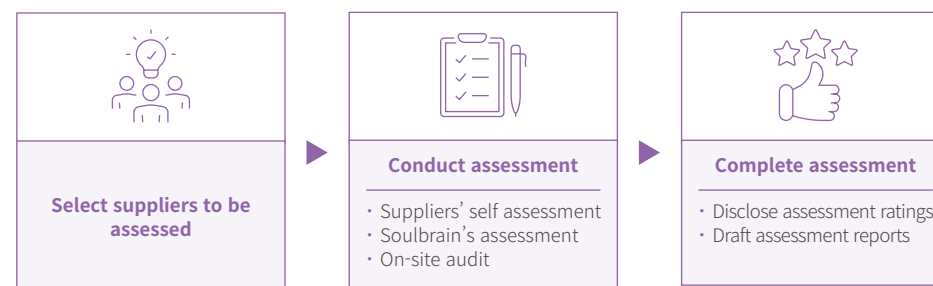 Select suppliers to be
assessed
Conduct assessment
・Suppliers’ self assessment
・Soulbrain’s assessment
・On-site audit
Complete assessment
・Disclose assessment ratings
・Draft assessment reports